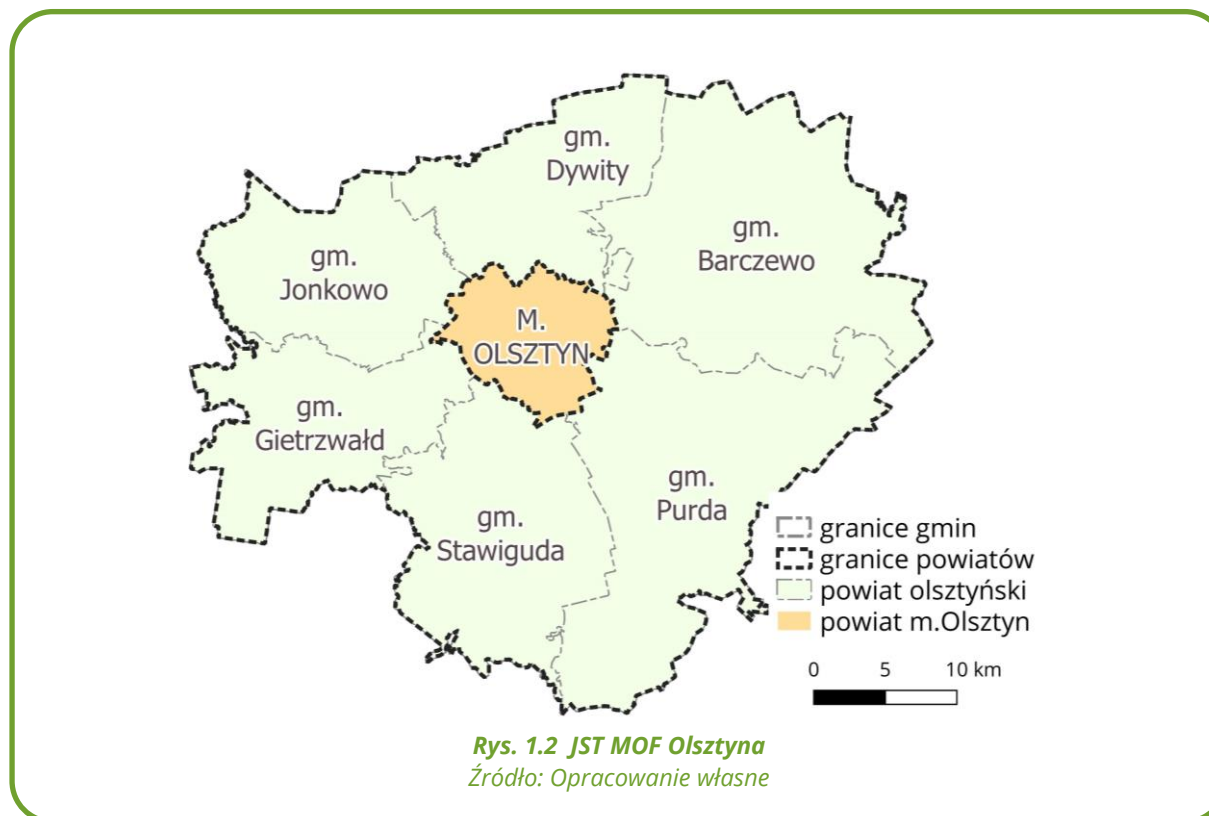 gm.
Dywity
gm.
Barczewo
gm.
Jonkowo
M.
OLSZTYN
gm.
Gietrzwałd
gm.
Purda
gm.
Stawiguda
granice gmin
granice powiatów
powiat olsztyński
powiat m.Olsztyn
0 5 10 km
Rys. 1.2 JST MOF Olsztyna
Źródło: Opracowanie własne